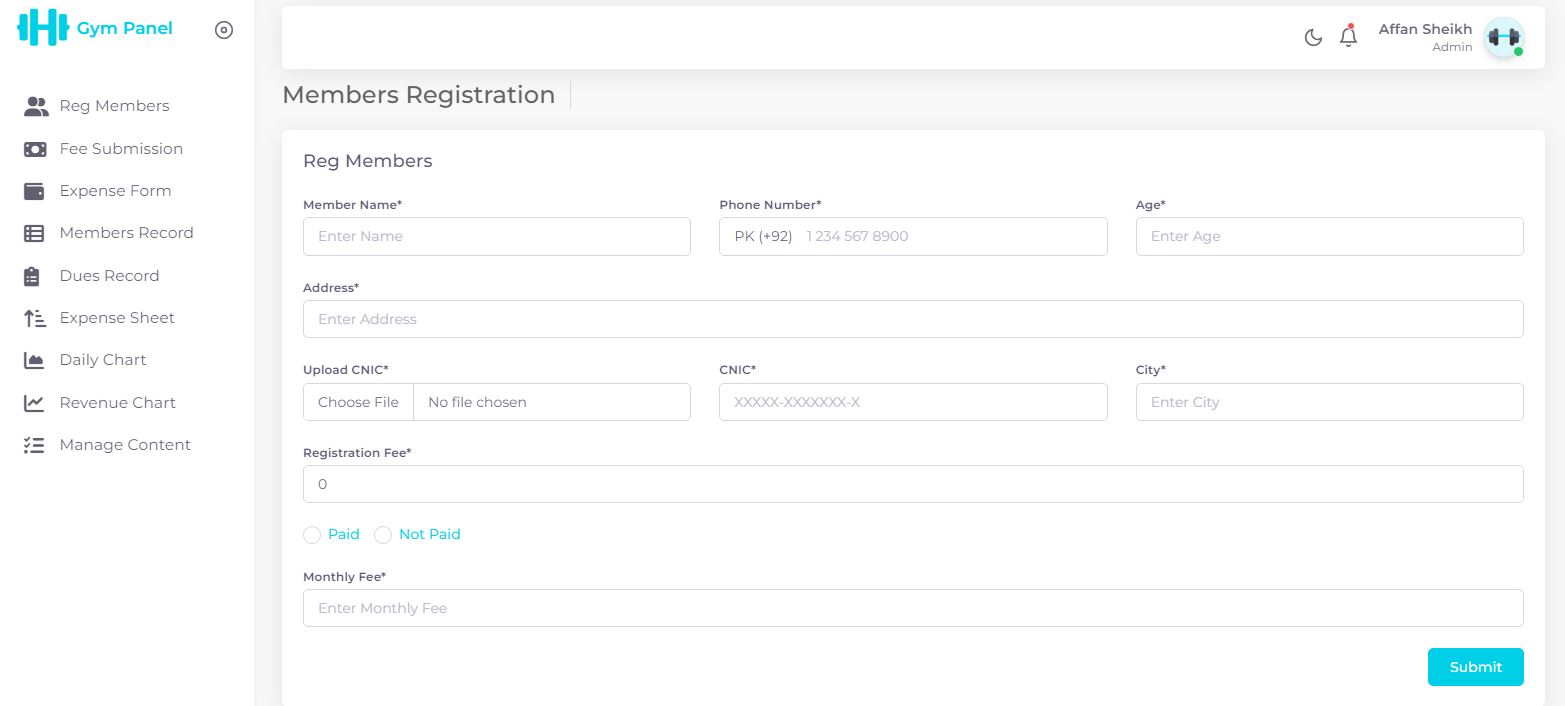 Gym Panel
Affan Sheikh
Admin
Reg Members
Fee Submission
Expense Form
Members Record
Dues Record
Expense Sheet
Daily Chart
Revenue Chart
Manage Content
Members Registration
Reg Members
Member Name* Phone Number* Age*
Enter Name PK (+92) 1 234 567 8900 Enter Age
Address*
Enter Address
Upload CNIC* CNIC* City*
Choose File No file chosen XXXXX-XXXXXXX-X Enter City
Registration Fee*
0
Paid Not Paid
Monthly Fee*
Enter Monthly Fee
Submit